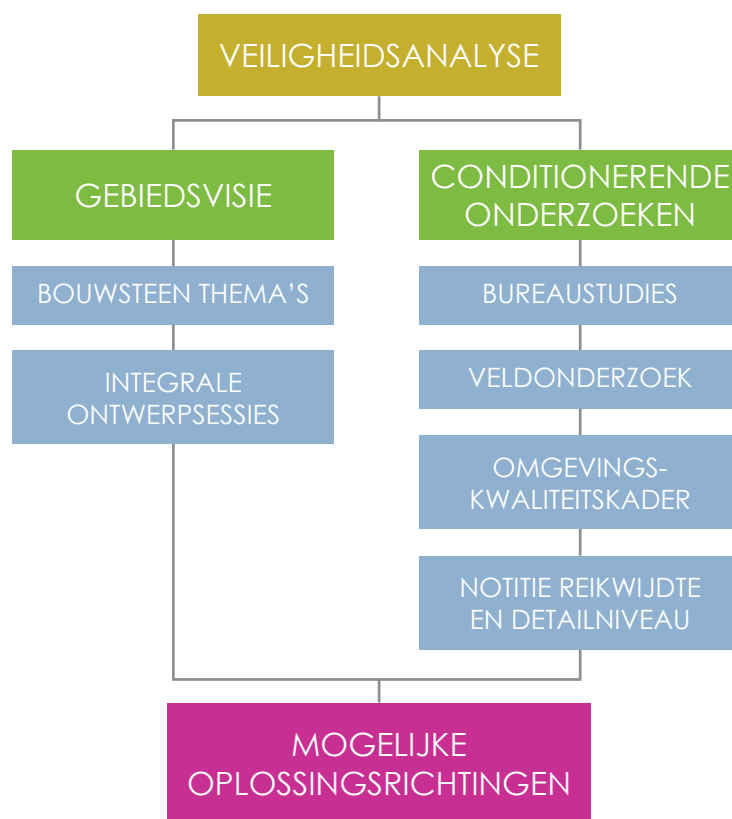 VEILIGHEIDSANALYSE
GEBIEDSVISIE
BOUWSTEEN THEMA'S
INTEGRALE
ONTWERPSESSIES
CONDITIONERENDE
ONDERZOEKEN
BUREAUSTUDIES
VELDONDERZOEK
OMGEVINGS-
KWALITEITSKADER
NOTITIE REIKWIJDTE
EN DETAILNIVEAU
MOGELIJKE
OPLOSSINGSRICHTINGEN